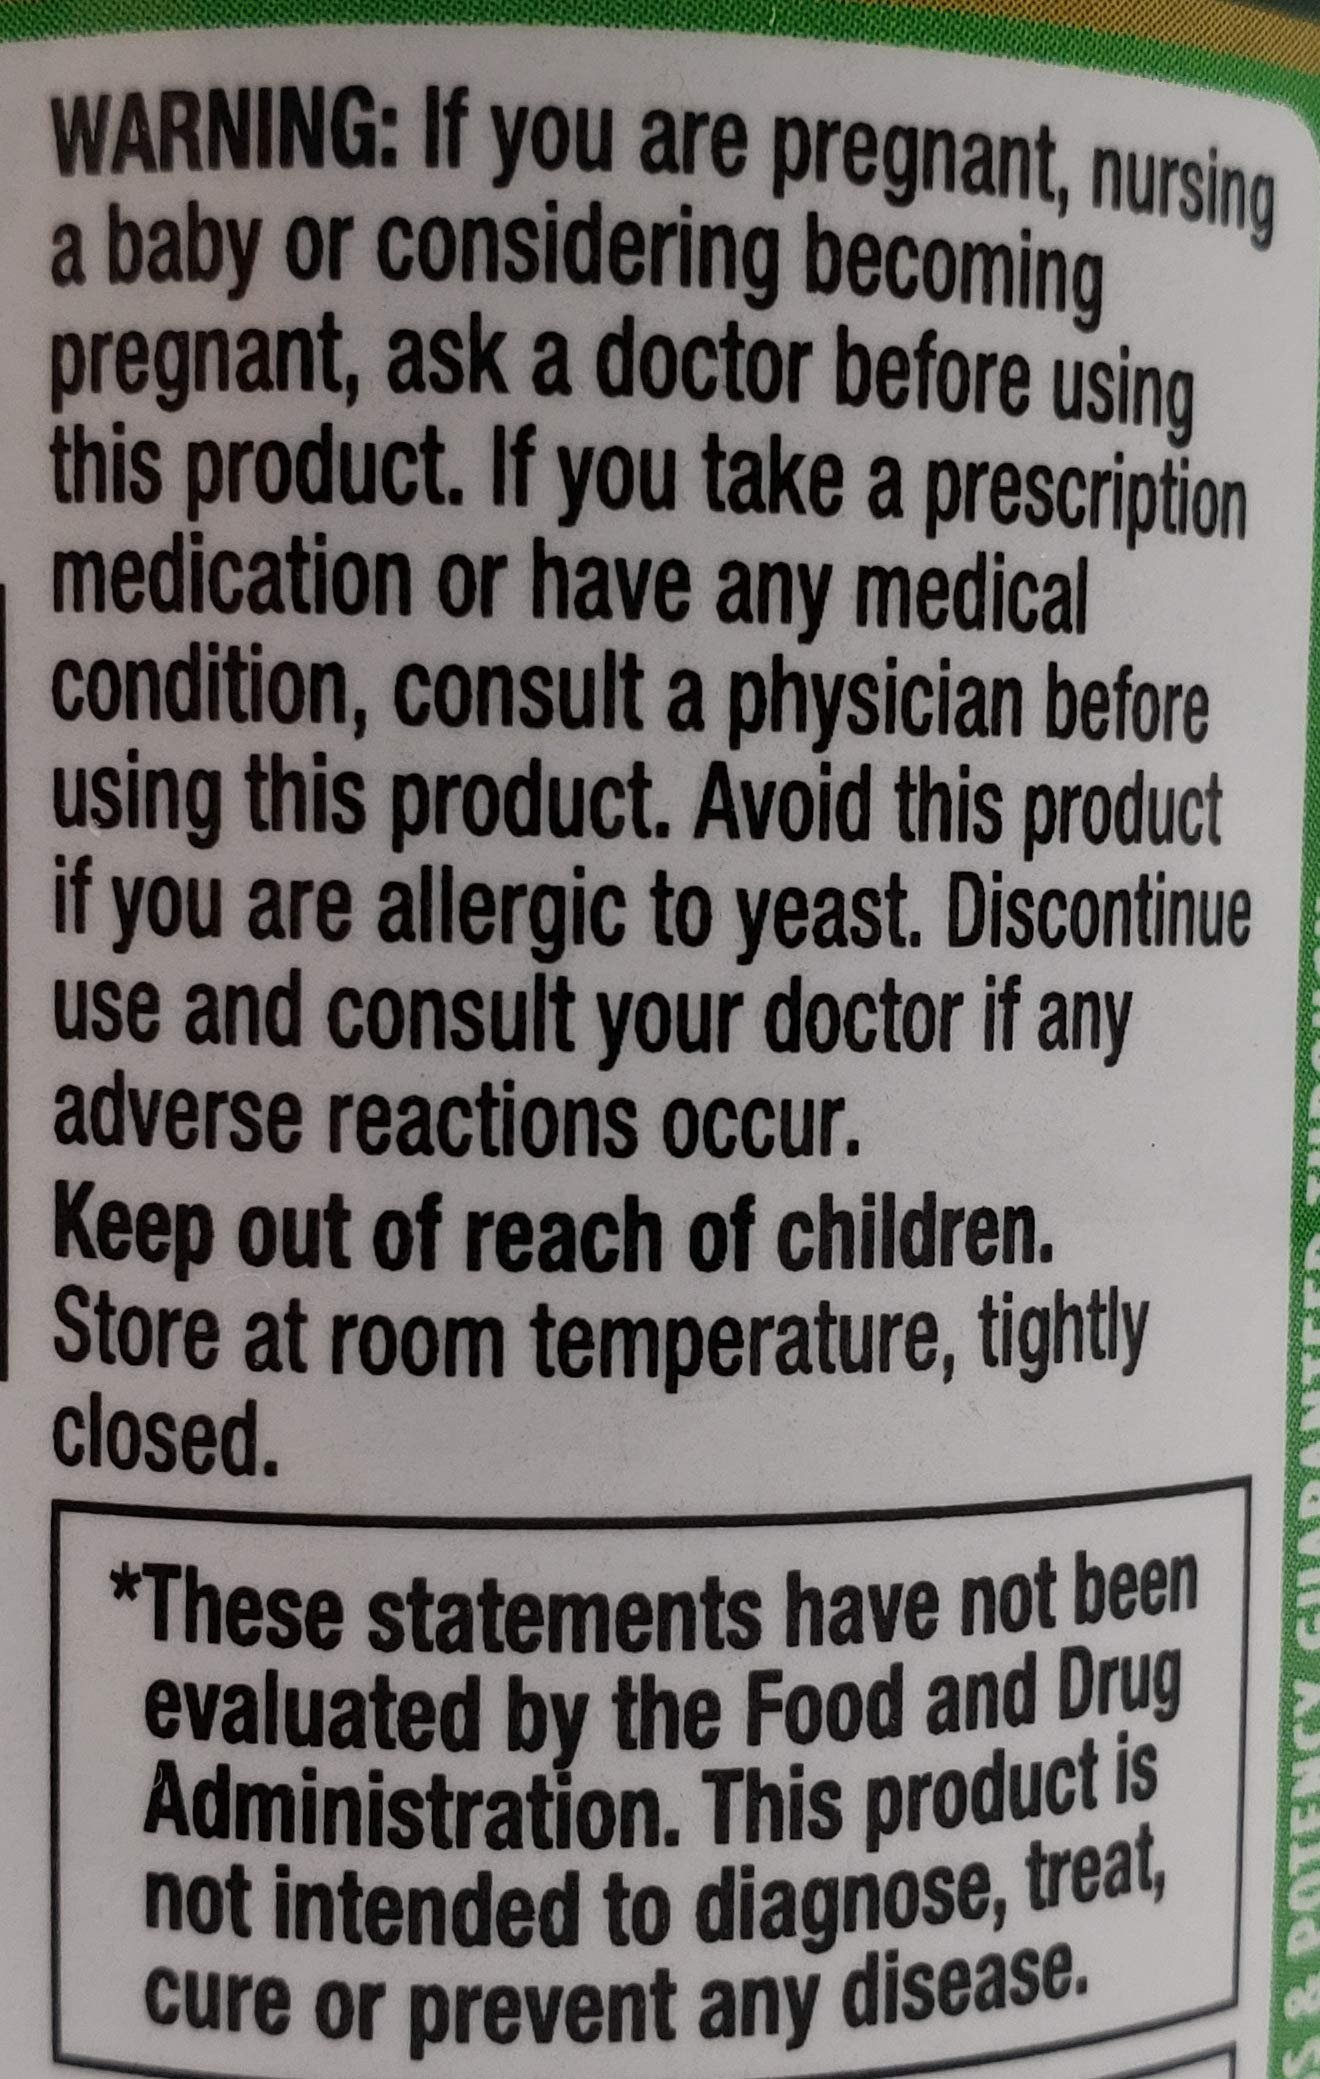 WARNING: If you are pregnant, nursing
a baby or considering becoming
pregnant, ask a doctor before using
this product. If you take a prescription
medication or have any medical
condition, consult a physician before
using this product. Avoid this product
if you are allergic to yeast. Discontinue
use and consult your doctor if any
adverse reactions occur.
Keep out of reach of children.
Store at room temperature, tightly
closed.
*These statements have not been
evaluated by the Food and Drug
Administration. This product is
not intended to diagnose, treat,
cure or prevent any disease.
& POTENCY GUARANTEED